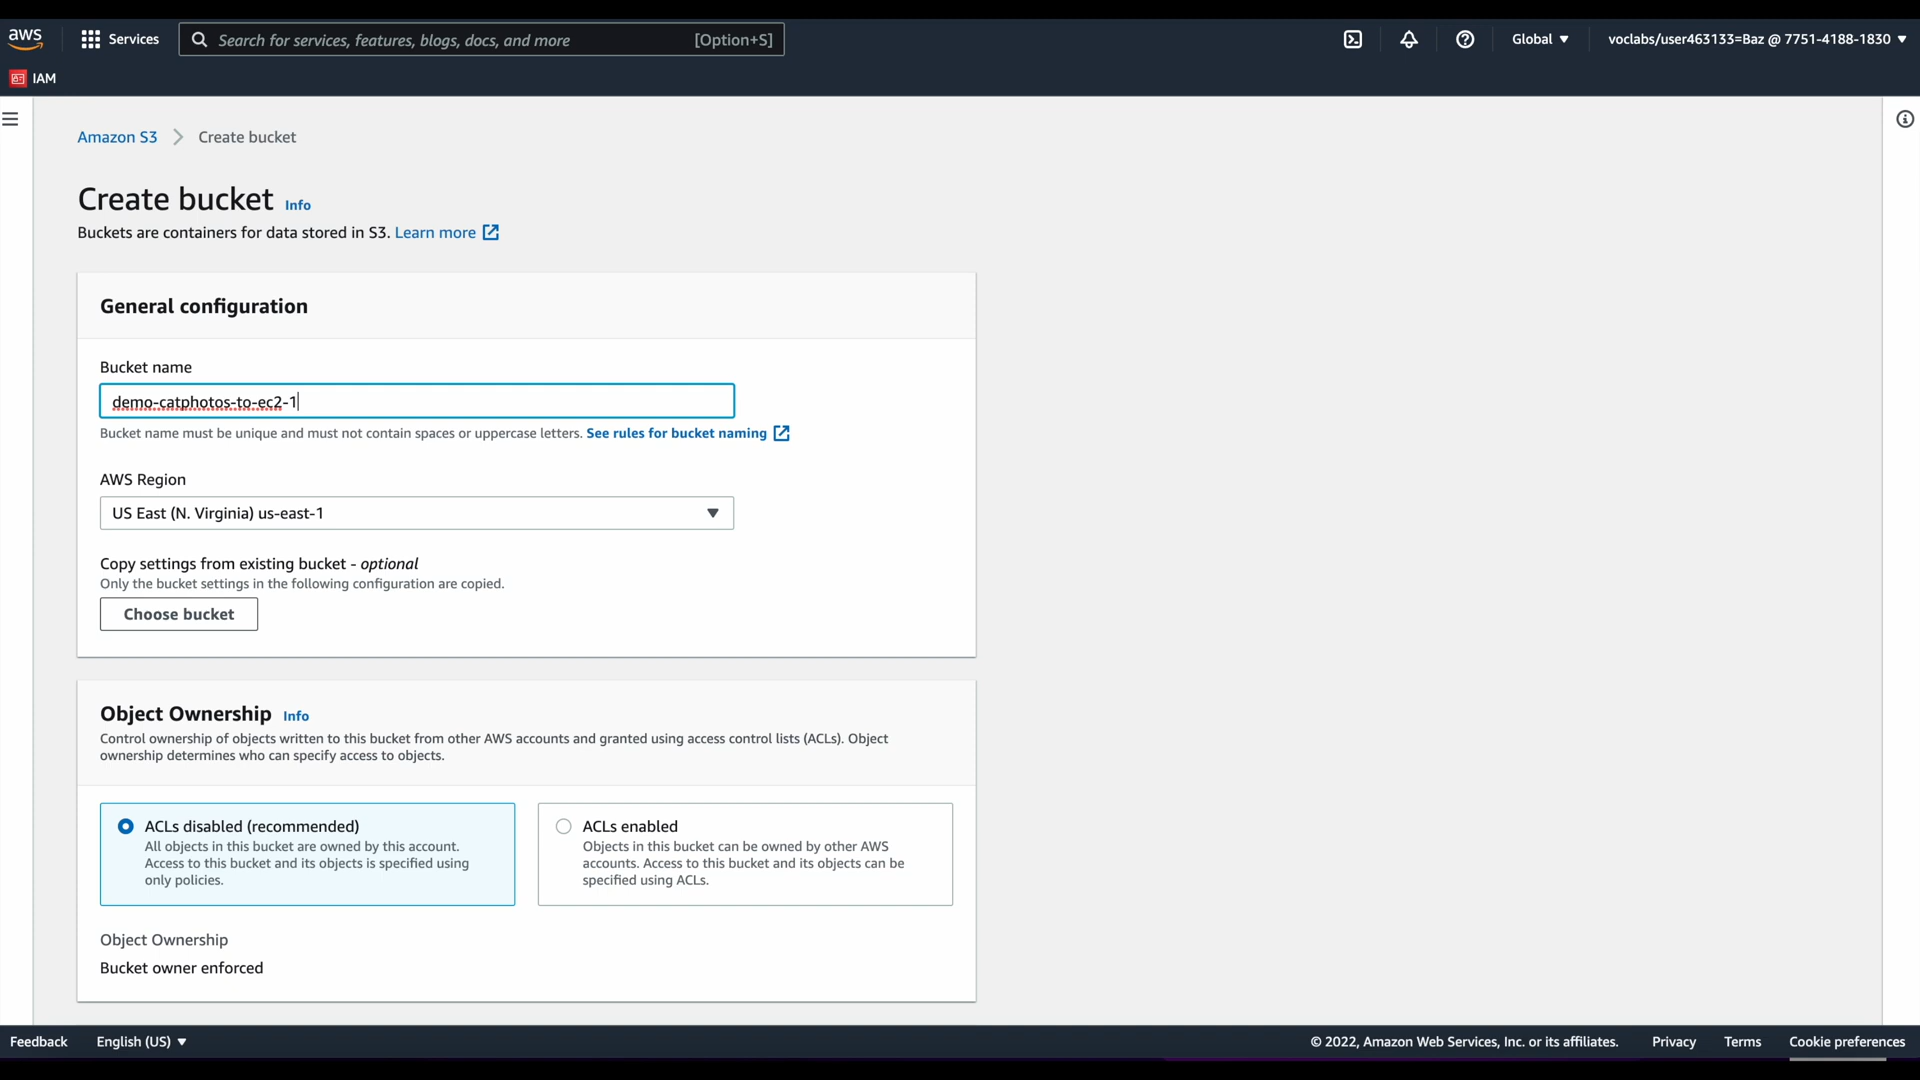 aws
Services
Search for services, features, blogs, docs, and more [Option+S]
Global
voclabs/user463133=Baz @ 7751-4188-1830
IAM
Amazon S3 Create bucket
Create bucket Info
Buckets are containers for data stored in S3. Learn more
General configuration
Bucket name
demo-catphotos-to-ec2-1
Bucket name must be unique and must not contain spaces or uppercase letters. See rules for bucket naming
AWS Region
US East (N. Virginia) us-east-1
Copy settings from existing bucket - optional
Only the bucket settings in the following configuration are copied.
Choose bucket
Object Ownership Info
Control ownership of objects written to this bucket from other AWS accounts and granted using access control lists (ACLs). Object
ownership determines who can specify access to objects.
ACLs disabled (recommended)
All objects in this bucket are owned by this account.
Access to this bucket and its objects is specified using
only policies.
ACLs enabled
Objects in this bucket can be owned by other AWS
accounts. Access to this bucket and its objects can be
specified using ACLs.
Object Ownership
Bucket owner enforced
Feedback English (US)
© 2022, Amazon Web Services, Inc. or its affiliates. Privacy Terms Cookie preferences